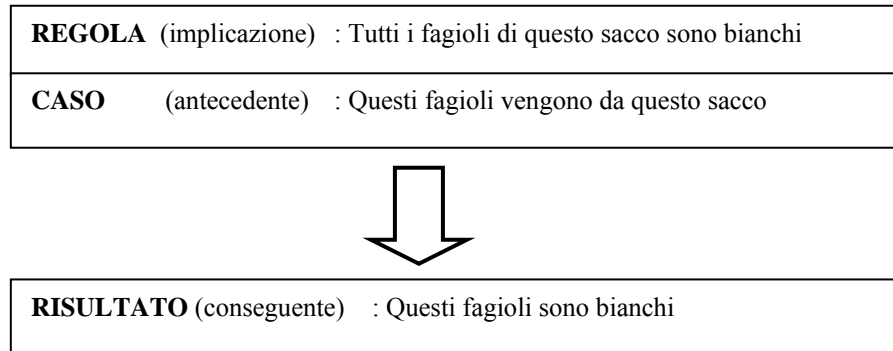 REGOLA (implicazione) : Tutti i fagioli di questo sacco sono bianchi
CASO (antecedente) : Questi fagioli vengono da questo sacco
RISULTATO (conseguente) : Questi fagioli sono bianchi